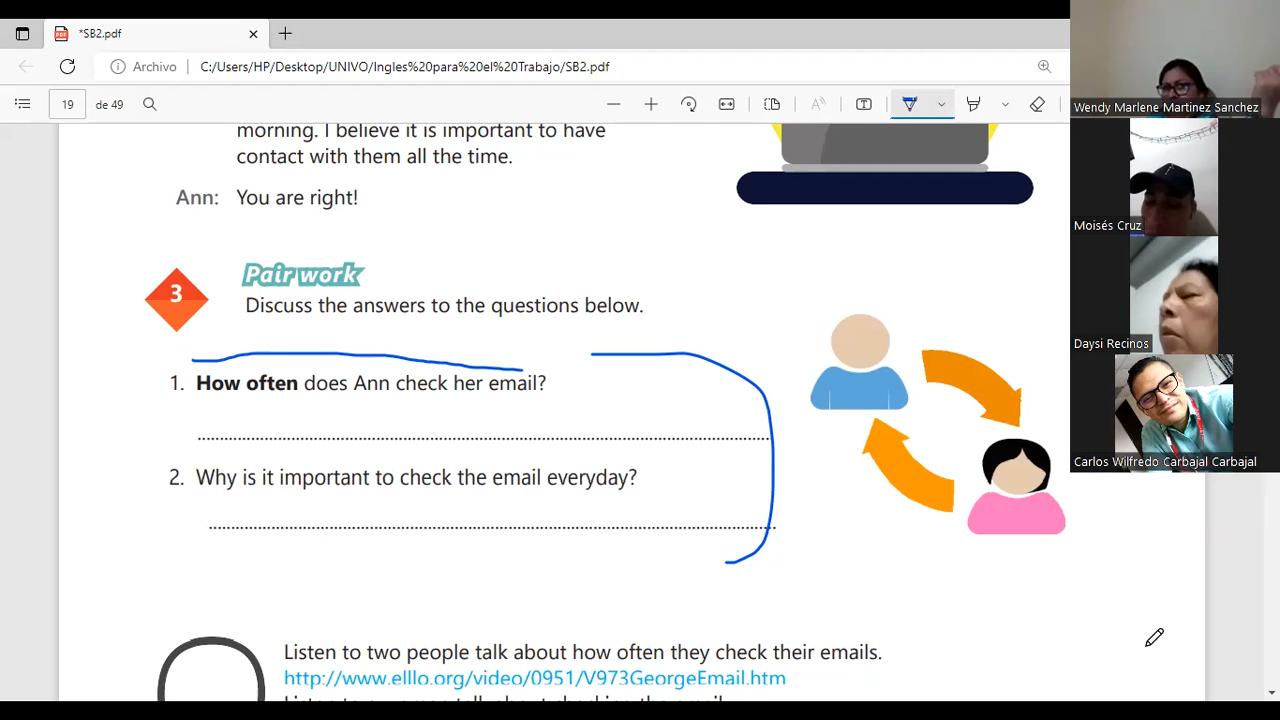 *SB2.pdf
Archivo
C:/Users/HP/Desktop/UNIVO/Ingles%20para%20el%20Trabajo/SB2.pdf
19
de 49
morning. I believe it is important to have
contact with them all the time.
Ann: You are right!
3
Pair work
Discuss the answers to the questions below.
1. How often does Ann check her email?
2. Why is it important to check the email everyday?
Listen to two people talk about how often they check their emails.
http://www.elllo.org/video/0951/V973GeorgeEmail.htm
Wendy Marlene Martinez Sanchez
Moisés Cruz
Daysi Recinos
Carlos Wilfredo Carbajal Carbajal